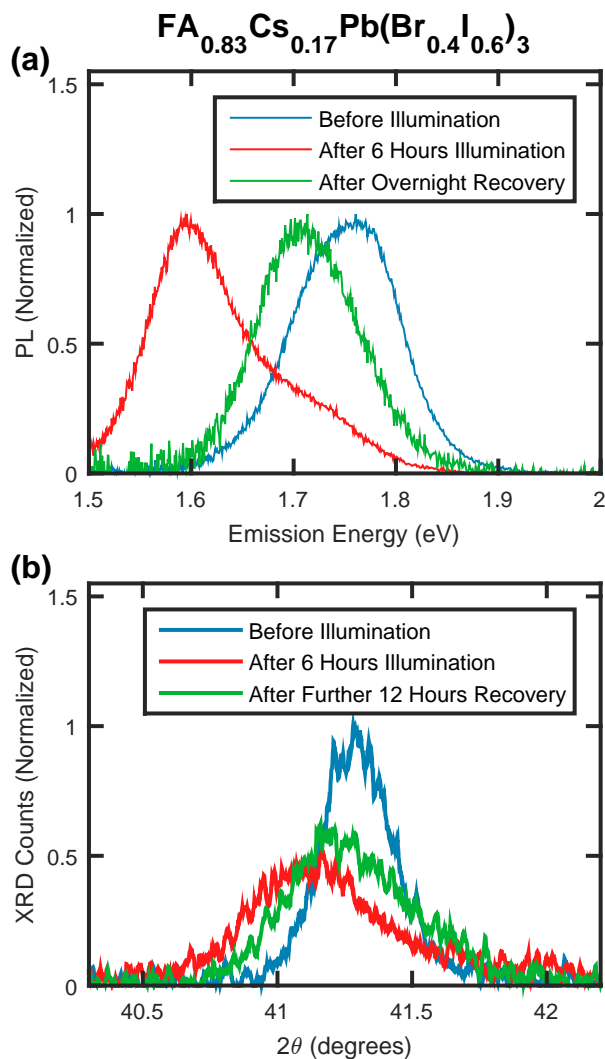 FA0.83Cs0.17Pb(Br0.4I0.6)3
(a)
1.5
1
0.5
0
PL (Normalized)
Before Illumination
After 6 Hours Illumination
After Overnight Recovery
1.5 1.6 1.7 1.8 1.9 2
Emission Energy (eV)
(b)
1.5
1
0.5
0
XRD Counts (Normalized)
Before Illumination
After 6 Hours Illumination
After Further 12 Hours Recovery
40.5 41 41.5 42
2θ (degrees)